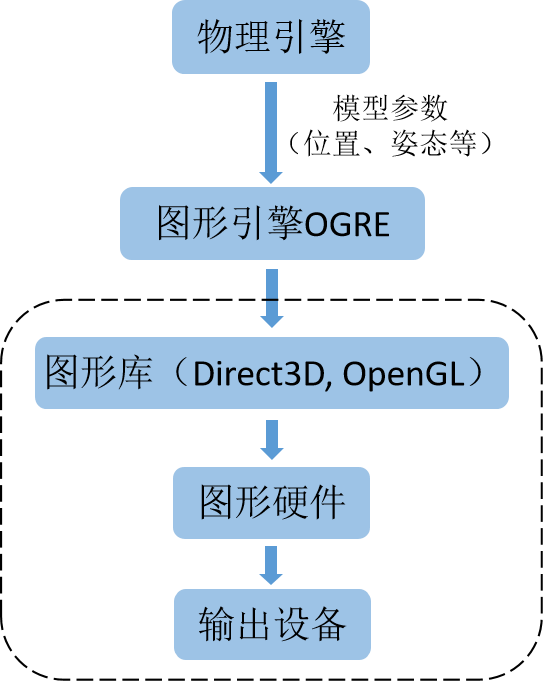 物理引擎
模型参数
（位置、姿态等）
图形引擎OGRE
图形库（Direct3D, OpenGL）
图形硬件
输出设备